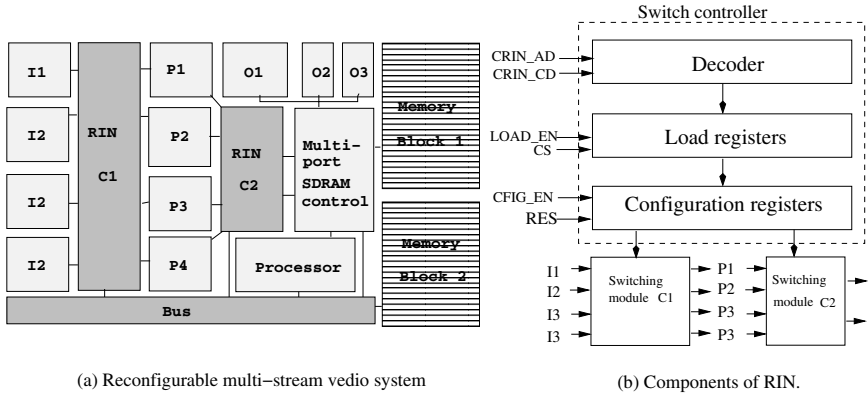 I1
I2
I2
I2
RIN
C1
P1
P2
P3
P4
O1
O2
O3
RIN
C2
Multi-
port
SDRAM
control
Processor
Memory
Block 1
Memory
Block 2
Bus
(a) Reconfigurable multi−stream vedio system
Switch controller
CRIN_AD
CRIN_CD
Decoder
LOAD_EN
CS
Load registers
CFIG_EN
RES
Configuration registers
I1
I2
I3
I3
Switching
module C1
P1
P2
P3
P3
Switching
module C2
(b) Components of RIN.